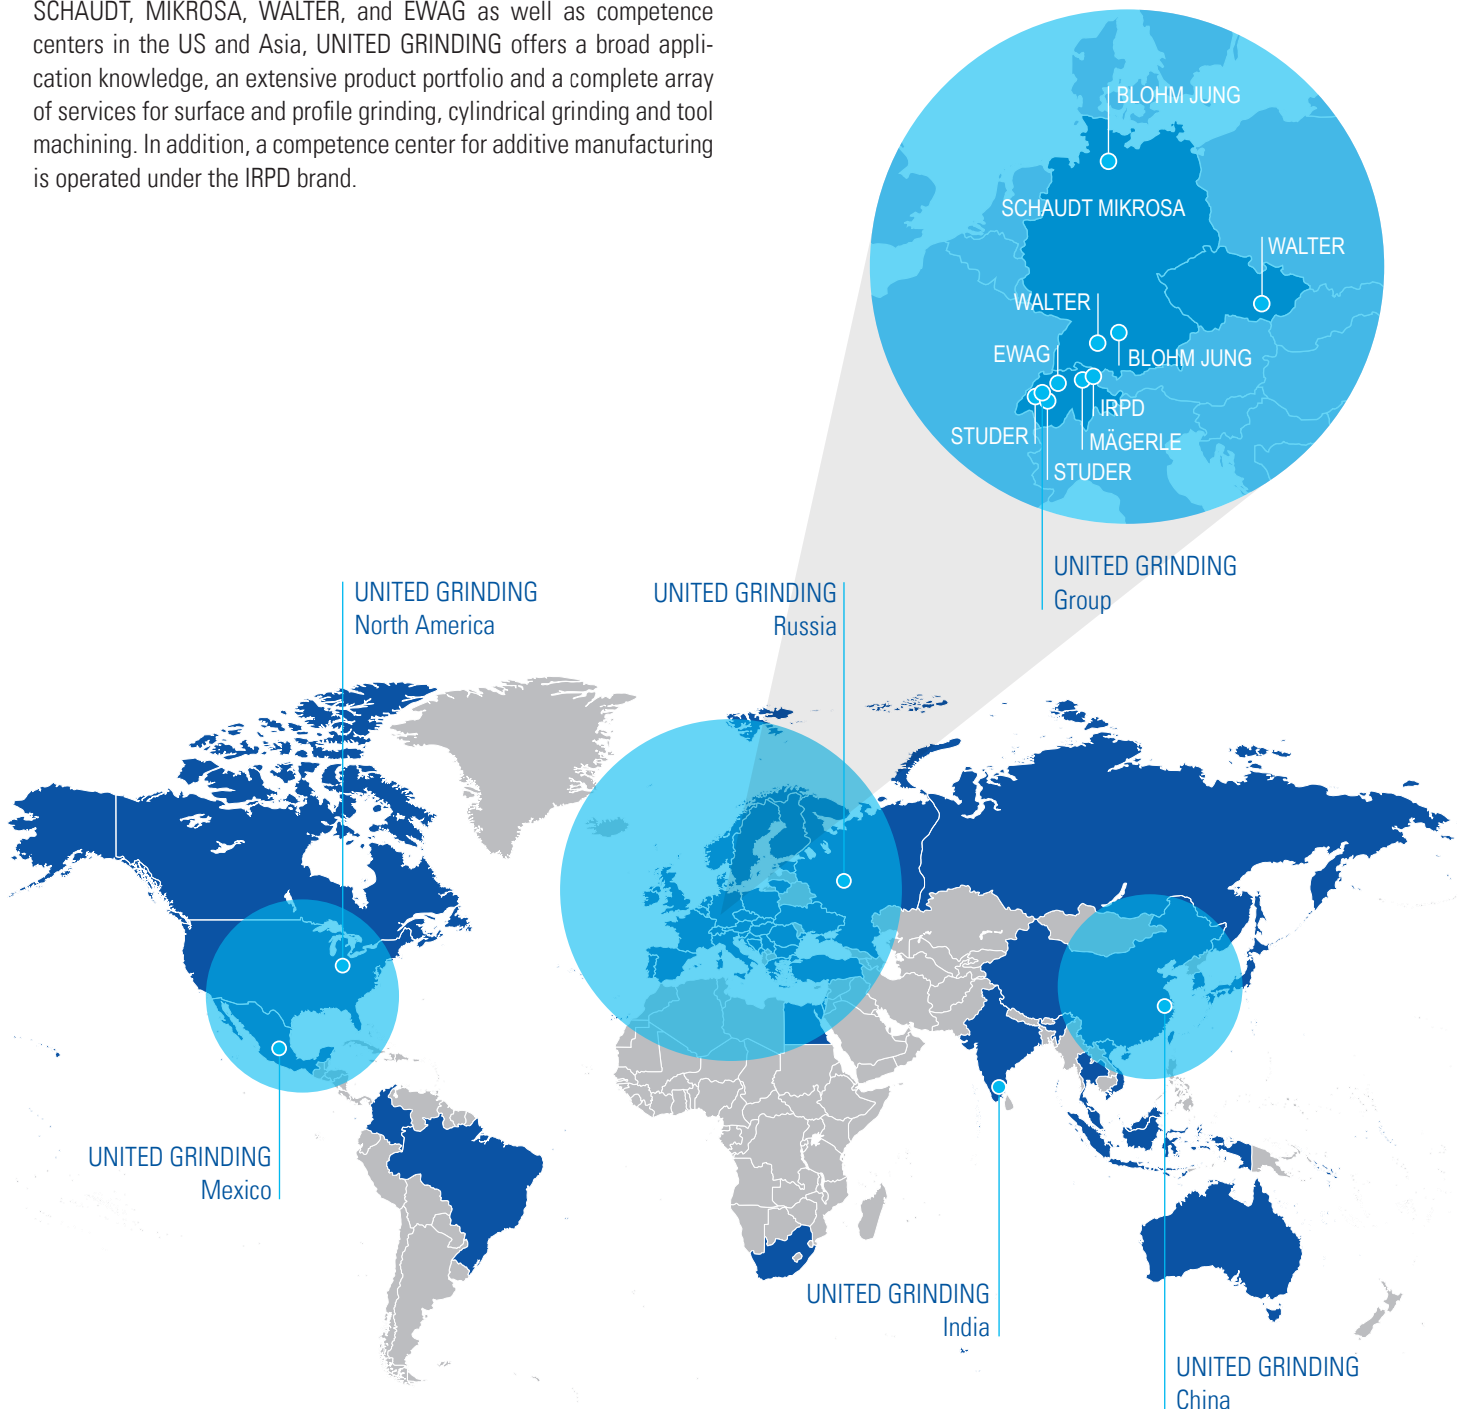 SCHAUDT, MIKROSA, WALTER, and EWAG as well as competence
centers in the US and Asia, UNITED GRINDING offers a broad appli-
cation knowledge, an extensive product portfolio and a complete array
of services for surface and profile grinding, cylindrical grinding and tool
machining. In addition, a competence center for additive manufacturing
is operated under the IRPD brand.
BLOHM JUNG
SCHAUDT MIKROSA
WALTER
WALTER
EWAG
BLOHM JUNG
IRPD
STUDER
MÄGERLE
STUDER
UNITED GRINDING
Group
UNITED GRINDING
North America
UNITED GRINDING
Russia
UNITED GRINDING
Mexico
UNITED GRINDING
India
UNITED GRINDING
China